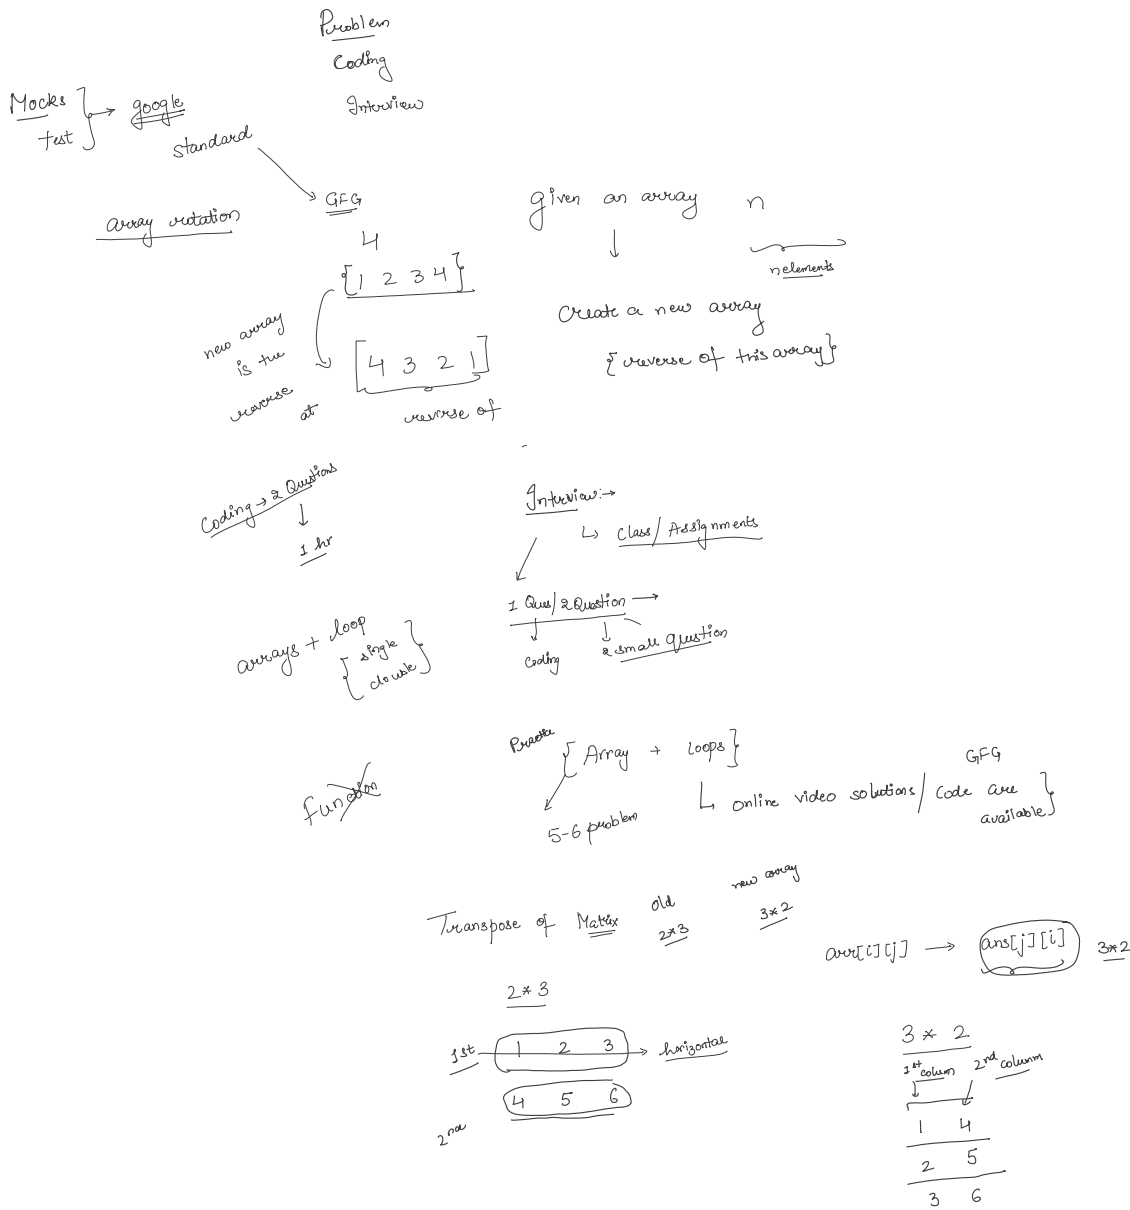 Problem
Coding
Interview
Mocks
test
google
standard
GFG
array rotation
4
{1 2 3 4}
new array
is the
reverse
at
[4 3 2 1]
reverse of
given an array n
n elements
Create a new array
{reverse of this array}
Coding → 2 Questions
1 hr
Interview:→
Class/Assignments
1 Ques/2 Question →
Coding
2 small question
arrays + loop
{single
double}
Function
Practice {Array + loops}
5-6 problem
GFG
online video solutions/Code are
available}
Transpose of Matrix
old
2*3
new array
3*2
arr[i][j] → ans[j][i] 3*2
2*3
1st 1 2 3 → horizontal
2nd 4 5 6
3 * 2
1st colum 2nd colunm
1 4
2 5
3 6